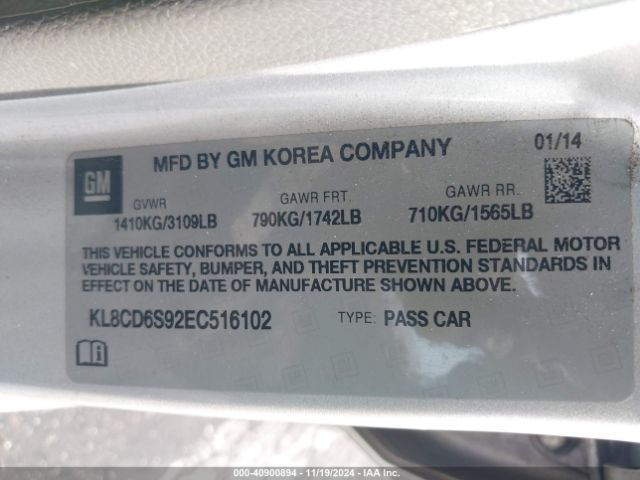 MFD BY GM KOREA COMPANY 01/14
GM
GVWR GAWR FRT. GAWR RR.
1410KG/3109LB 790KG/1742LB 710KG/1565LB
THIS VEHICLE CONFORMS TO ALL APPLICABLE U.S. FEDERAL MOTOR
VEHICLE SAFETY, BUMPER, AND THEFT PREVENTION STANDARDS IN
EFFECT ON THE DATE OF MANUFACTURE SHOWN ABOVE.
KL8CD6S92EC516102 TYPE: PASS CAR
000-40900894 | 11/19/2024 | IAA Inc.